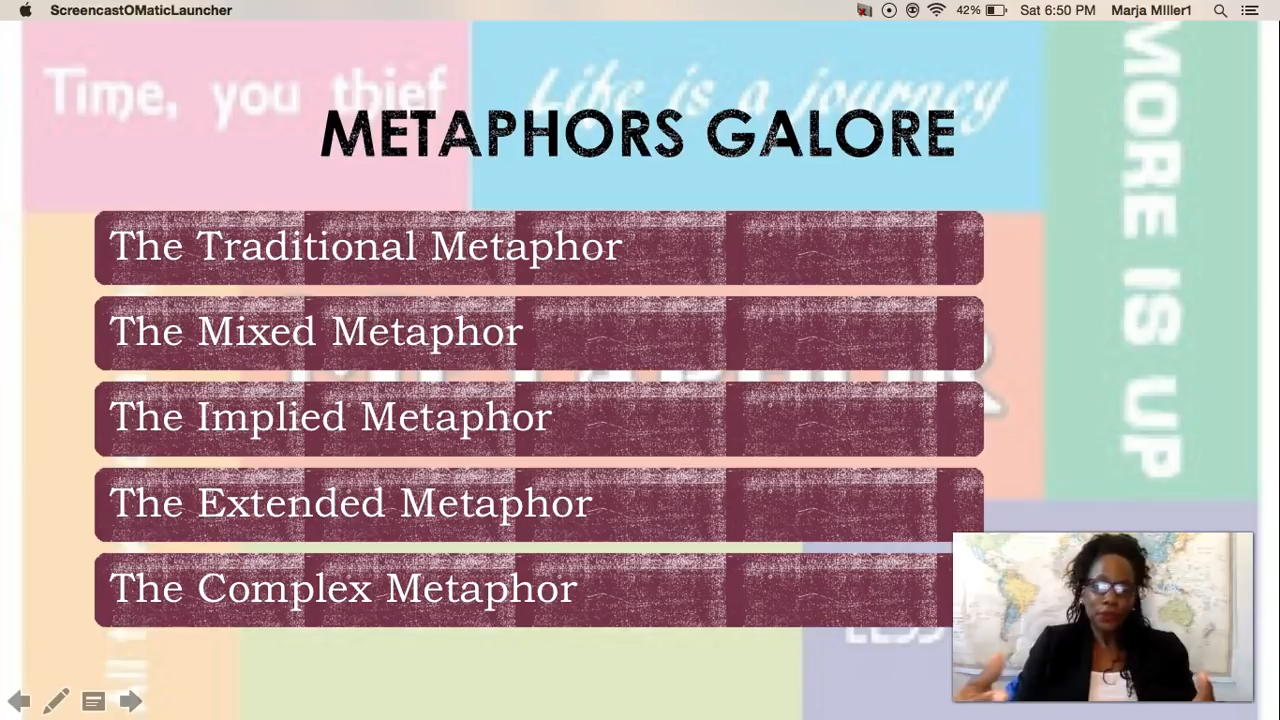 ScreencastOMaticLauncher 42% Sat 6:50 PM Marja MIller1
Time, you thief
Life is a journey
METAPHORS GALORE
MORE IS UP
The Traditional Metaphor
The Mixed Metaphor
The Implied Metaphor
The Extended Metaphor
The Complex Metaphor
LESS